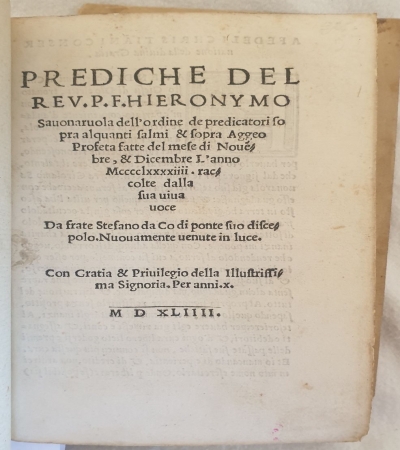 PREDICHE DEL
REV. P. F. HIERONYMO
Sauonaruola dell'ordine de predicatori so
pra alquanti salmi & sopra Aggeo
Profeta fatte del mese di Nouẽ-
bre, & Dicembre L'anno
Mcccclxxxxiiii. rac-
colte dalla
sua uiua
uoce
Da frate Stefano da Co di ponte suo disce-
polo. Nuouamente uenute in luce.
Con Gratia & Priuilegio della Illustrissi-
ma Signoria. Per anni. x.
M D XLIIII.